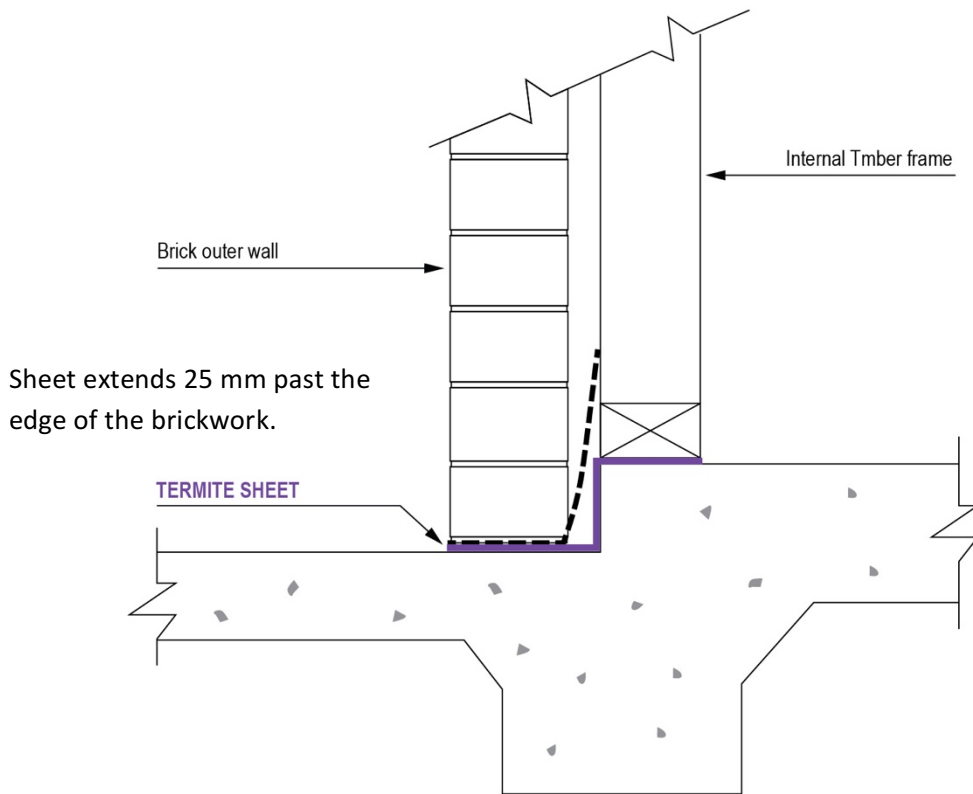 Internal Tmber frame
Brick outer wall
Sheet extends 25 mm past the
edge of the brickwork.
TERMITE SHEET